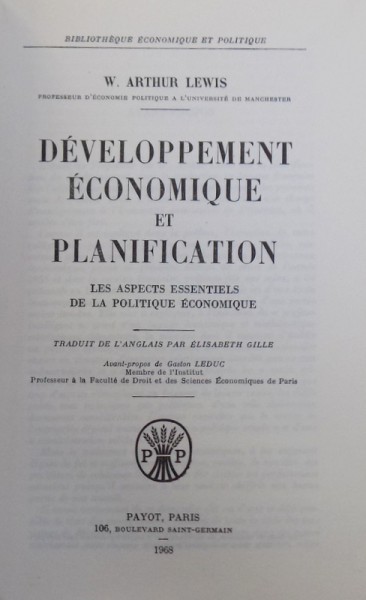 BIBLIOTHÈQUE ÉCONOMIQUE ET POLITIQUE
W. ARTHUR LEWIS
PROFESSEUR D'ÉCONOMIE POLITIQUE A L'UNIVERSITÉ DE MANCHESTER
DÉVELOPPEMENT
ÉCONOMIQUE
ET
PLANIFICATION
LES ASPECTS ESSENTIELS
DE LA POLITIQUE ÉCONOMIQUE
TRADUIT DE L'ANGLAIS PAR ÉLISABETH GILLE
Avant-propos de Gaston LEDUC
Membre de l'Institut
Professeur à la Faculté de Droit et des Sciences Économiques de Paris
P P
PAYOT, PARIS
106, BOULEVARD SAINT-GERMAIN
1968